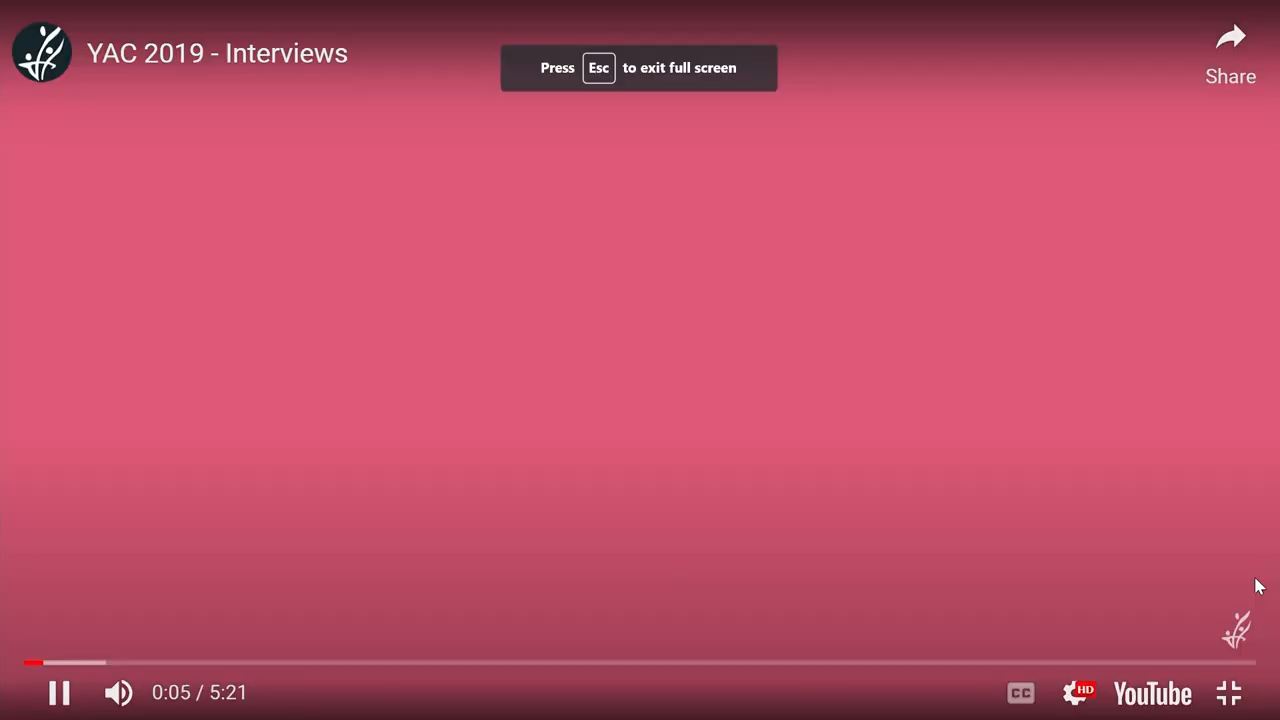 YAC 2019 - Interviews
Press Esc to exit full screen
Share
0:05 / 5:21
CC
HD
YouTube